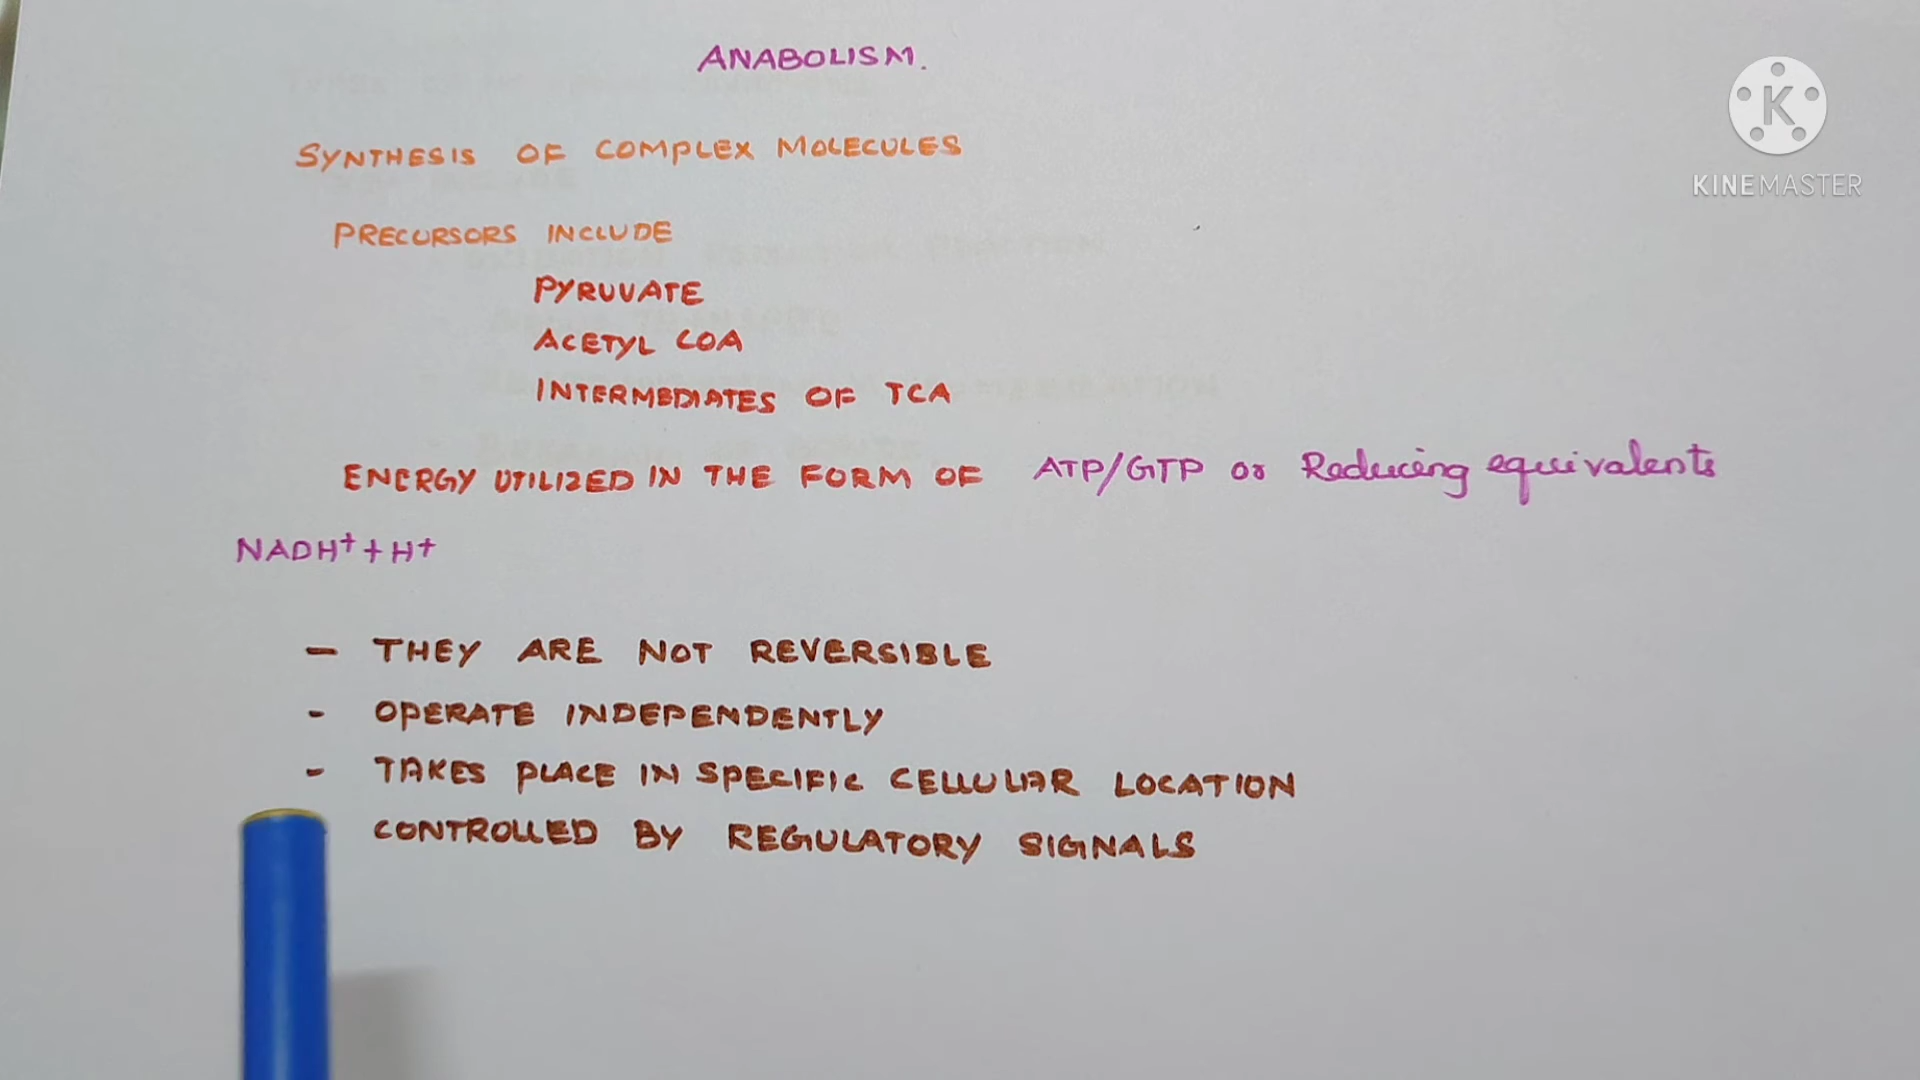 ANABOLISM.
K
KINEMASTER
SYNTHESIS OF COMPLEX MOLECULES
PRECURSORS INCLUDE
PYRUVATE
ACETYL COA
INTERMEDIATES OF TCA
ENERGY UTILIZED IN THE FORM OF ATP/GTP or Reducing equivalents
NADH⁺ + H⁺
- THEY ARE NOT REVERSIBLE
- OPERATE INDEPENDENTLY
- TAKES PLACE IN SPECIFIC CELLULAR LOCATION
CONTROLLED BY REGULATORY SIGNALS